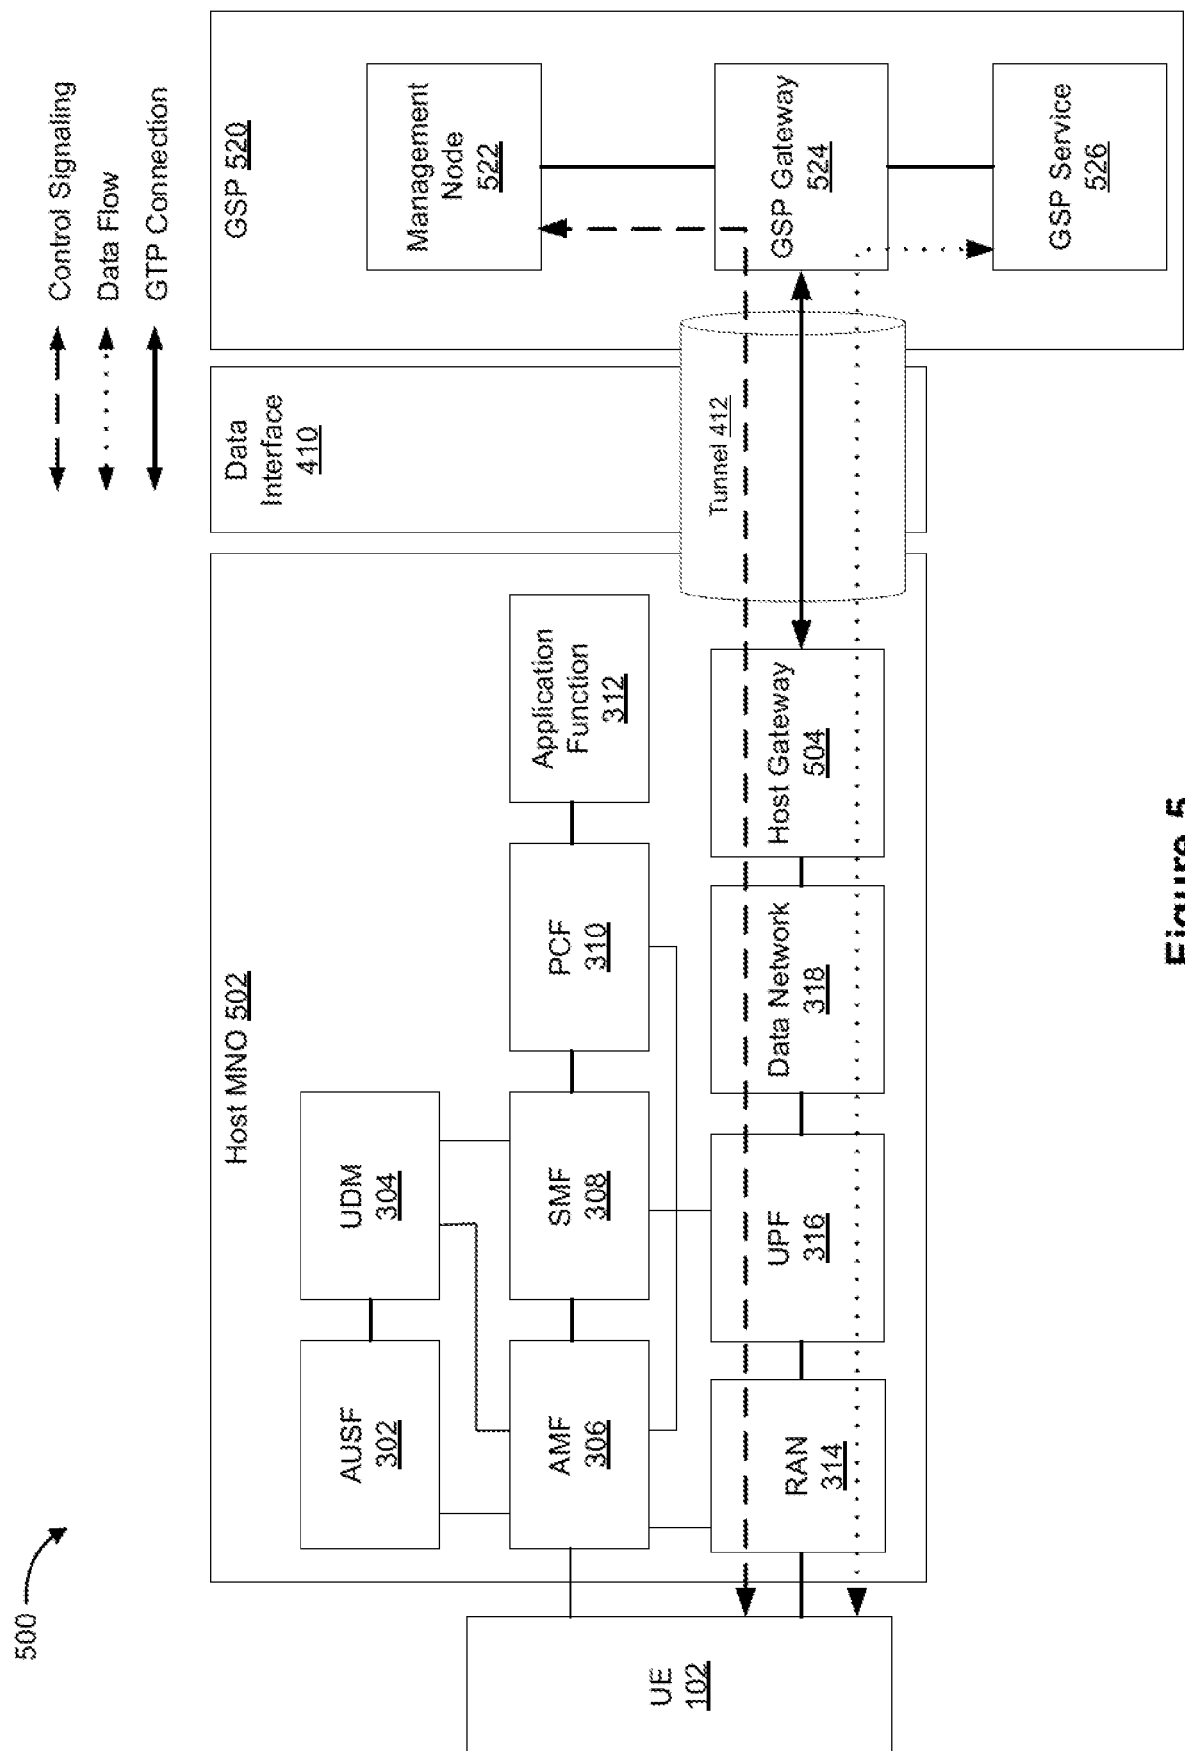 500
Control Signaling
Data Flow
GTP Connection
Host MNO 502
AUSF
302
UDM
304
AMF
306
SMF
308
PCF
310
Application
Function
312
UE
102
RAN
314
UPF
316
Data Network
318
Host Gateway
504
Data
Interface
410
Tunnel 412
GSP 520
Management
Node
522
GSP Gateway
524
GSP Service
526
Figure 5